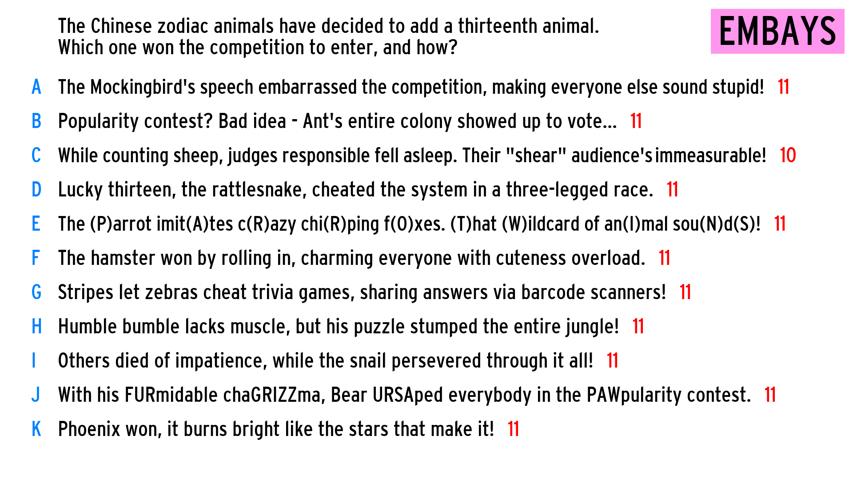 The Chinese zodiac animals have decided to add a thirteenth animal.
Which one won the competition to enter, and how?
EMBAYS
A The Mockingbird's speech embarrassed the competition, making everyone else sound stupid! 11
B Popularity contest? Bad idea - Ant's entire colony showed up to vote... 11
C While counting sheep, judges responsible fell asleep. Their "shear" audience's immeasurable! 10
D Lucky thirteen, the rattlesnake, cheated the system in a three-legged race. 11
E The (P)arrot imit(A)tes c(R)azy chi(R)ping f(O)xes. (T)hat (W)ildcard of an(I)mal sou(N)d(S)! 11
F The hamster won by rolling in, charming everyone with cuteness overload. 11
G Stripes let zebras cheat trivia games, sharing answers via barcode scanners! 11
H Humble bumble lacks muscle, but his puzzle stumped the entire jungle! 11
I Others died of impatience, while the snail persevered through it all! 11
J With his FURmidable chaGRIZZma, Bear URSAped everybody in the PAWpularity contest. 11
K Phoenix won, it burns bright like the stars that make it! 11